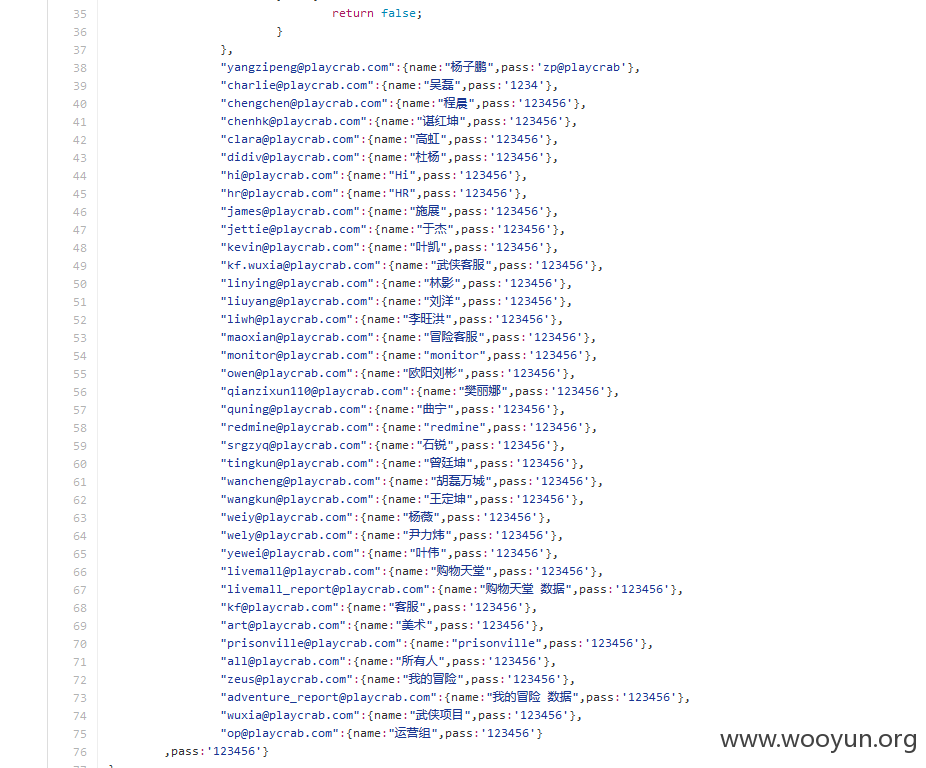 35 return false;
36 }
37 },
38 "yangzipeng@playcrab.com":{name:"杨子鹏",pass:'zp@playcrab'},
39 "charlie@playcrab.com":{name:"吴磊",pass:'1234'},
40 "chengchen@playcrab.com":{name:"程晨",pass:'123456'},
41 "chenhk@playcrab.com":{name:"谌红坤",pass:'123456'},
42 "clara@playcrab.com":{name:"高虹",pass:'123456'},
43 "didiv@playcrab.com":{name:"杜杨",pass:'123456'},
44 "hi@playcrab.com":{name:"Hi",pass:'123456'},
45 "hr@playcrab.com":{name:"HR",pass:'123456'},
46 "james@playcrab.com":{name:"施展",pass:'123456'},
47 "jettie@playcrab.com":{name:"于杰",pass:'123456'},
48 "kevin@playcrab.com":{name:"叶凯",pass:'123456'},
49 "kf.wuxia@playcrab.com":{name:"武侠客服",pass:'123456'},
50 "linying@playcrab.com":{name:"林影",pass:'123456'},
51 "liuyang@playcrab.com":{name:"刘洋",pass:'123456'},
52 "liwh@playcrab.com":{name:"李旺洪",pass:'123456'},
53 "maoxian@playcrab.com":{name:"冒险客服",pass:'123456'},
54 "monitor@playcrab.com":{name:"monitor",pass:'123456'},
55 "owen@playcrab.com":{name:"欧阳刘彬",pass:'123456'},
56 "qianzixun110@playcrab.com":{name:"樊丽娜",pass:'123456'},
57 "quning@playcrab.com":{name:"曲宁",pass:'123456'},
58 "redmine@playcrab.com":{name:"redmine",pass:'123456'},
59 "srgzyq@playcrab.com":{name:"石锐",pass:'123456'},
60 "tingkun@playcrab.com":{name:"曾廷坤",pass:'123456'},
61 "wancheng@playcrab.com":{name:"胡磊万城",pass:'123456'},
62 "wangkun@playcrab.com":{name:"王定坤",pass:'123456'},
63 "weiy@playcrab.com":{name:"杨薇",pass:'123456'},
64 "wely@playcrab.com":{name:"尹力炜",pass:'123456'},
65 "yewei@playcrab.com":{name:"叶伟",pass:'123456'},
66 "livemall@playcrab.com":{name:"购物天堂",pass:'123456'},
67 "livemall_report@playcrab.com":{name:"购物天堂 数据",pass:'123456'},
68 "kf@playcrab.com":{name:"客服",pass:'123456'},
69 "art@playcrab.com":{name:"美术",pass:'123456'},
70 "prisonville@playcrab.com":{name:"prisonville",pass:'123456'},
71 "all@playcrab.com":{name:"所有人",pass:'123456'},
72 "zeus@playcrab.com":{name:"我的冒险",pass:'123456'},
73 "adventure_report@playcrab.com":{name:"我的冒险 数据",pass:'123456'},
74 "wuxia@playcrab.com":{name:"武侠项目",pass:'123456'},
75 "op@playcrab.com":{name:"运营组",pass:'123456'}
76 ,pass:'123456'}
www.wooyun.org